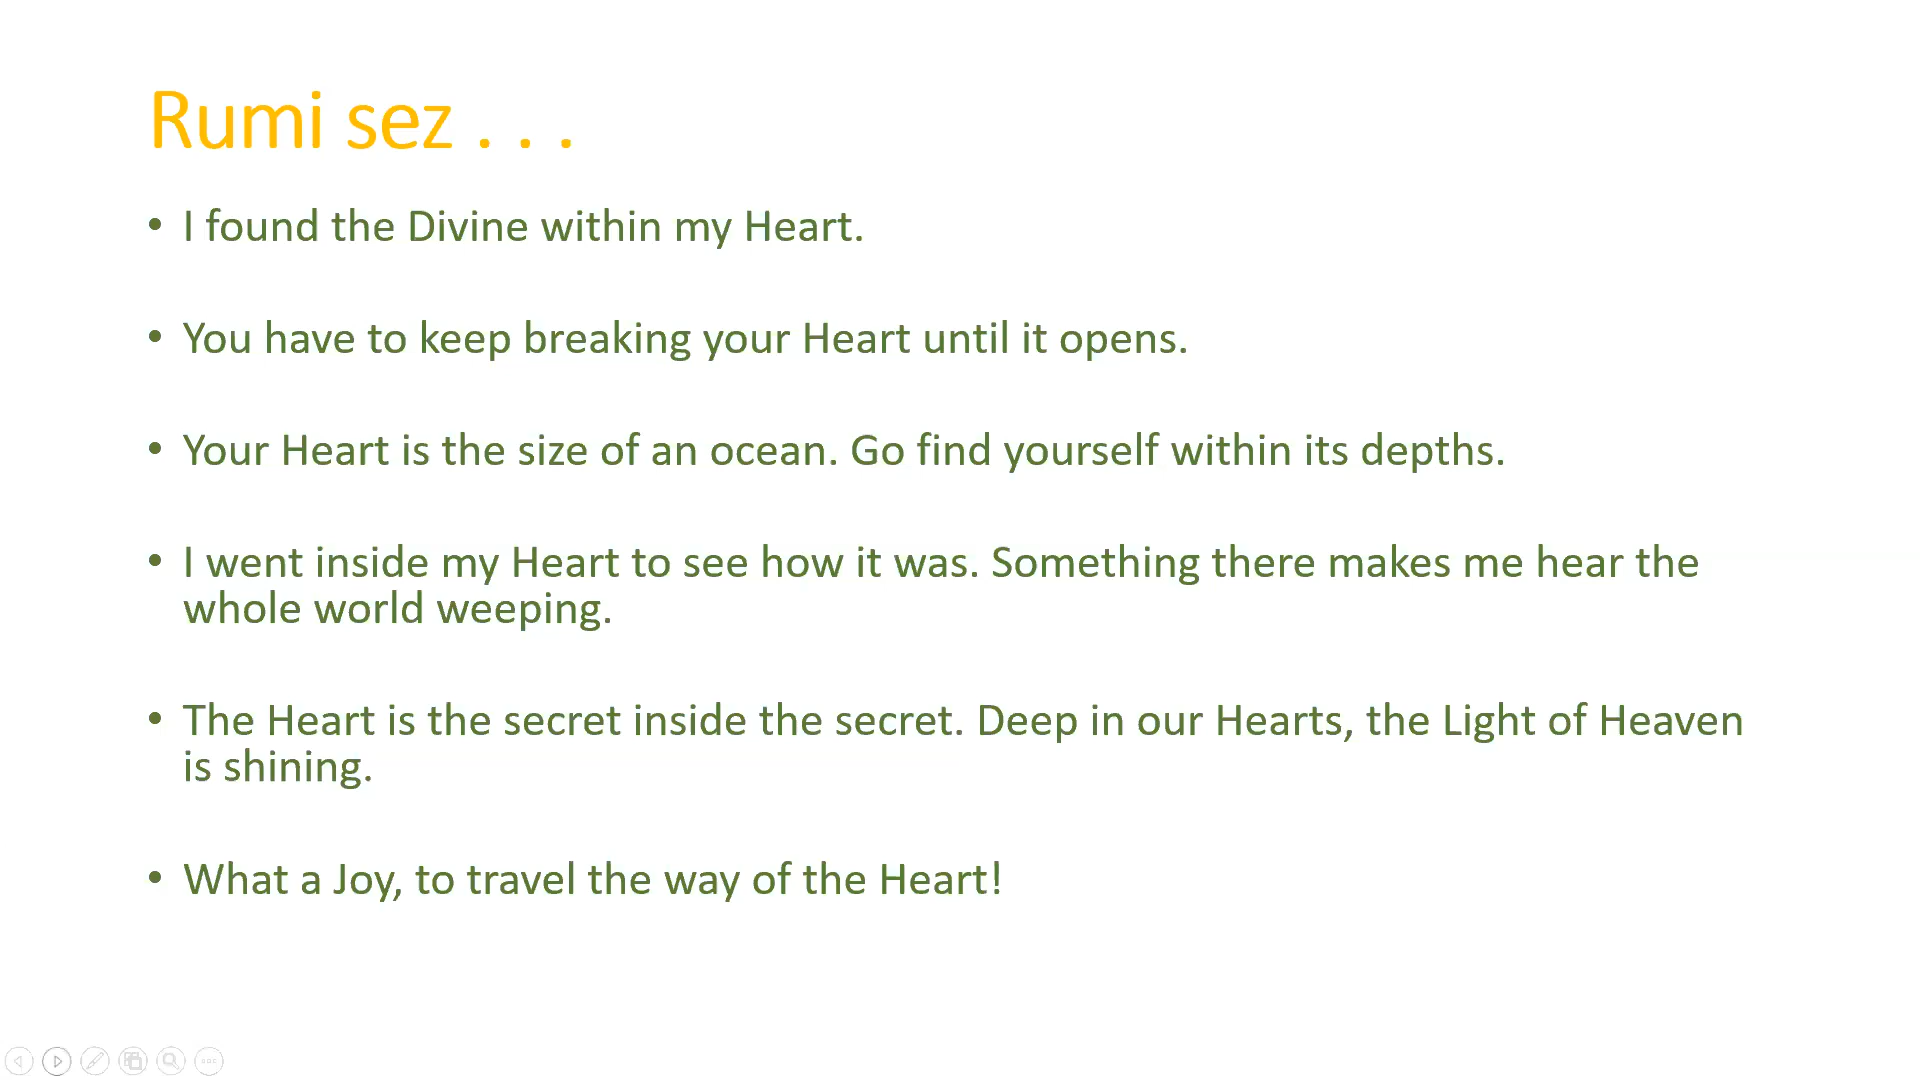 Rumi sez . . .
• I found the Divine within my Heart.
• You have to keep breaking your Heart until it opens.
• Your Heart is the size of an ocean. Go find yourself within its depths.
• I went inside my Heart to see how it was. Something there makes me hear the
whole world weeping.
• The Heart is the secret inside the secret. Deep in our Hearts, the Light of Heaven
is shining.
• What a Joy, to travel the way of the Heart!